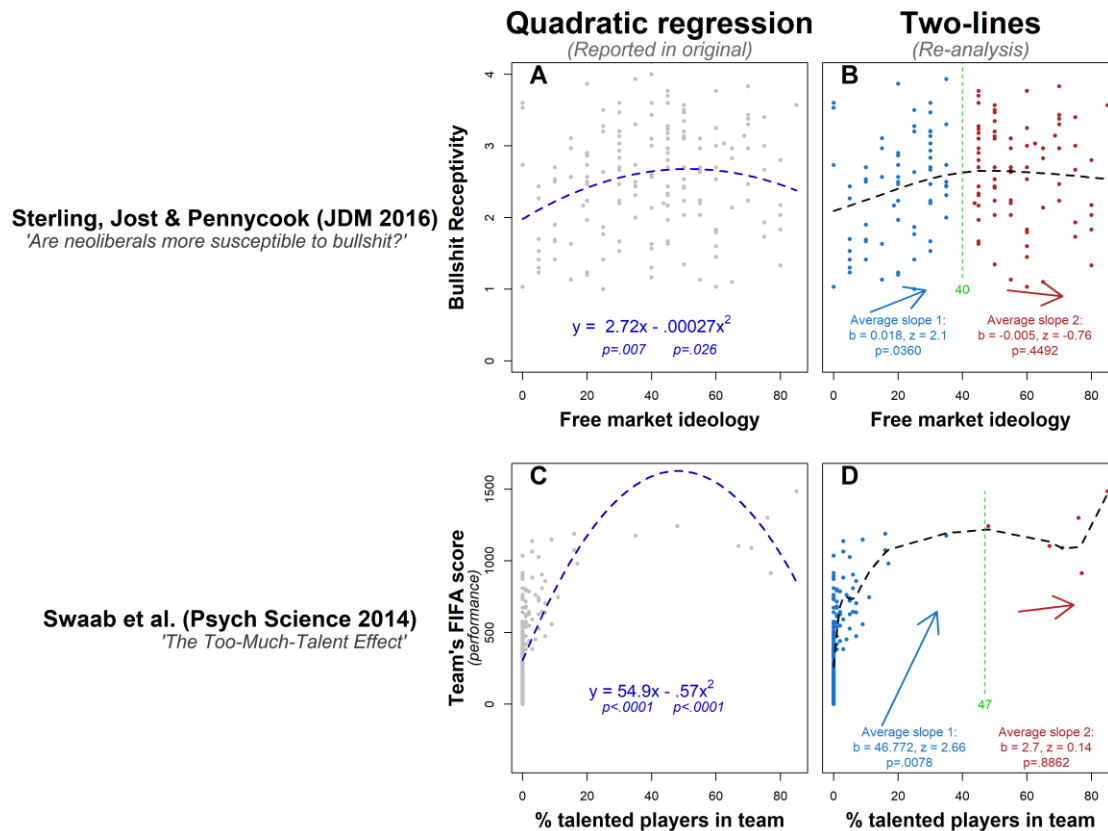 Quadratic regression
(Reported in original)
Two-lines
(Re-analysis)
Sterling, Jost & Pennycook (JDM 2016)
'Are neoliberals more susceptible to bullshit?'
A
Bullshit Receptivity
4
3
2
1
0
y = 2.72x - .00027x²
p=.007 p=.026
0 20 40 60 80
Free market ideology
B
40
Average slope 1:
b = 0.018, z = 2.1
p=.0360
Average slope 2:
b = -0.005, z = -0.76
p=.4492
0 20 40 60 80
Free market ideology
Swaab et al. (Psych Science 2014)
'The Too-Much-Talent Effect'
C
Team's FIFA score
(performance)
1500
1000
500
0
y = 54.9x - .57x²
p<.0001 p<.0001
0 20 40 60 80
% talented players in team
D
47
Average slope 1:
b = 46.772, z = 2.66
p=.0078
Average slope 2:
b = 2.7, z = 0.14
p=.8862
0 20 40 60 80
% talented players in team